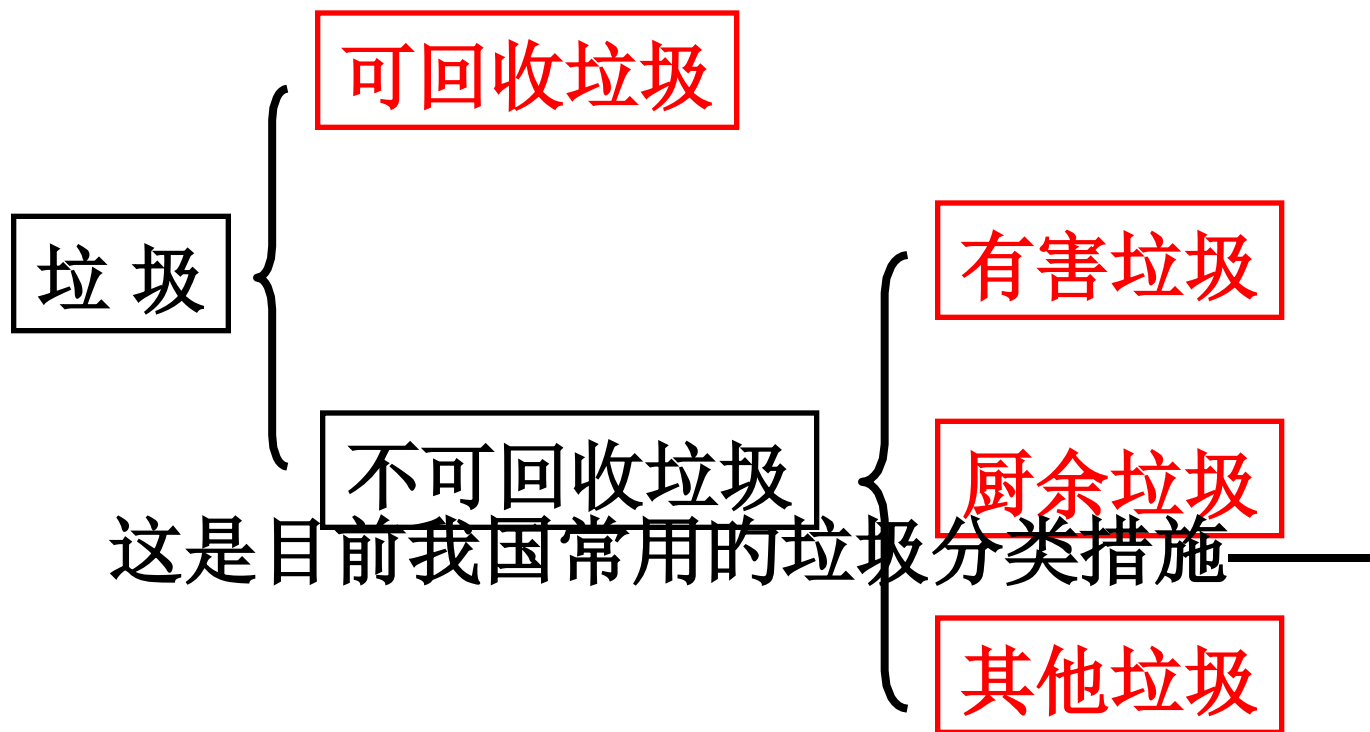 可回收垃圾
垃 圾
有害垃圾
不可回收垃圾
厨余垃圾
这是目前我国常用旳垃圾分类措施——
其他垃圾